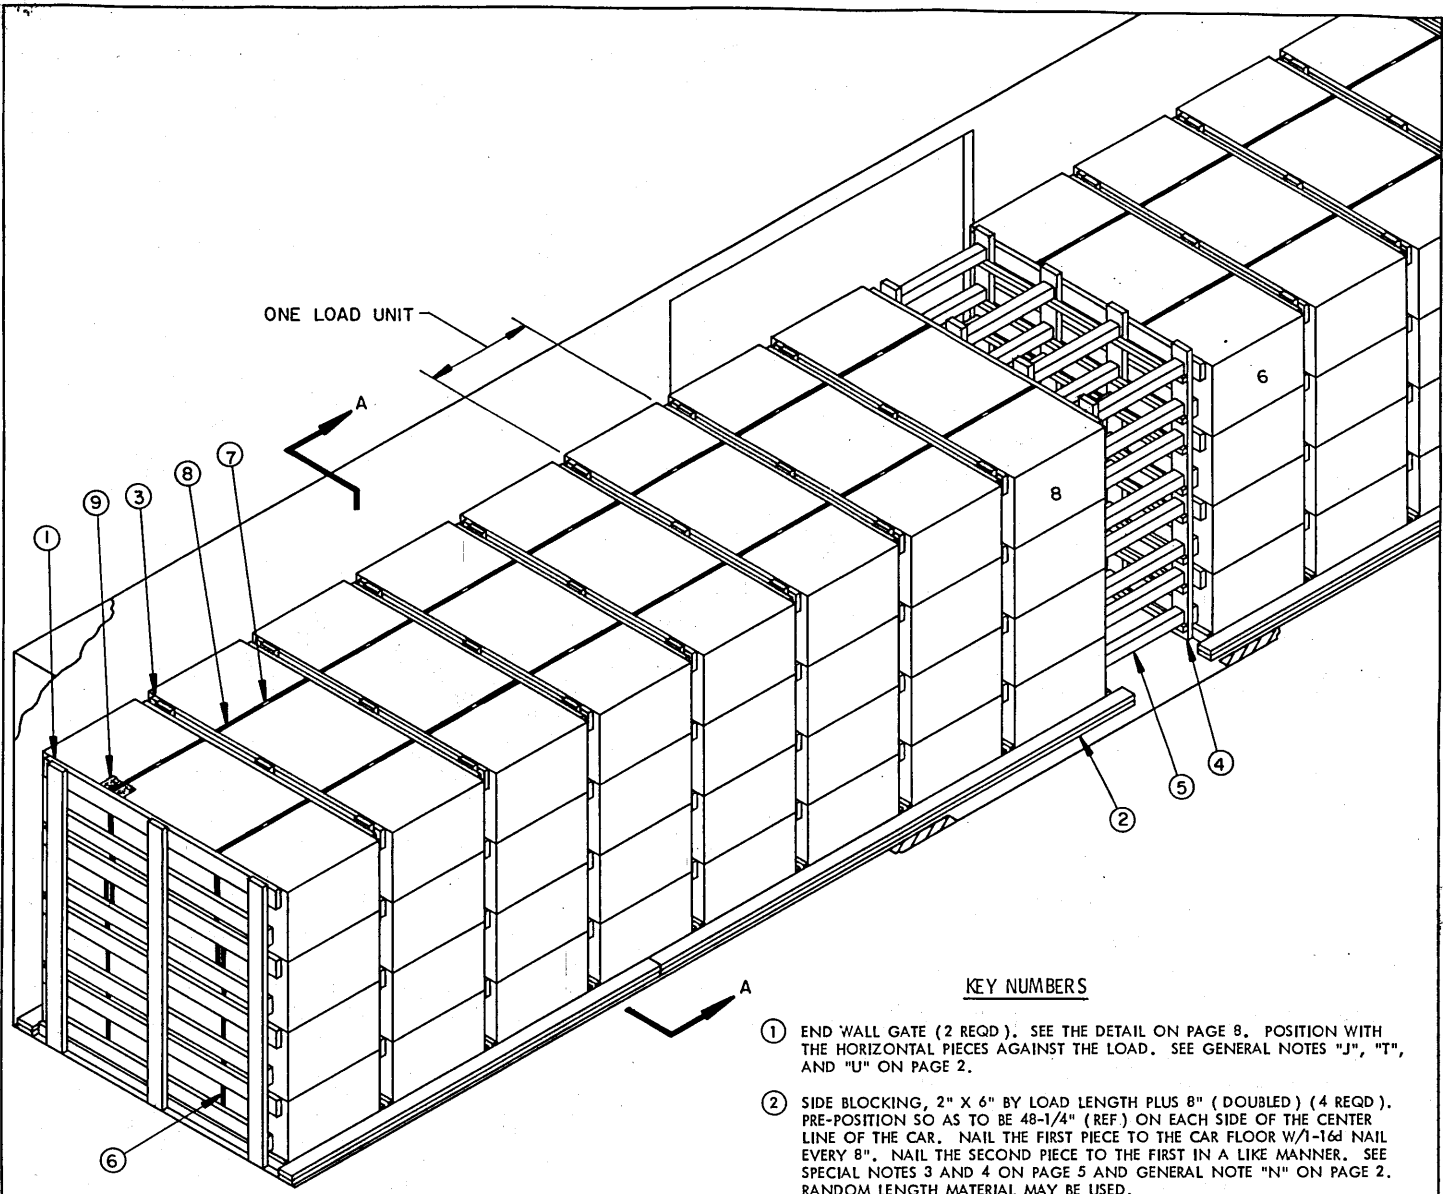 ONE LOAD UNIT
A
1
9
3
8
7
6
8
6
4
5
2
A
KEY NUMBERS
① END WALL GATE (2 REQD). SEE THE DETAIL ON PAGE 8. POSITION WITH
THE HORIZONTAL PIECES AGAINST THE LOAD. SEE GENERAL NOTES "J", "T",
AND "U" ON PAGE 2.
② SIDE BLOCKING, 2" X 6" BY LOAD LENGTH PLUS 8" (DOUBLED) (4 REQD).
PRE-POSITION SO AS TO BE 48-1/4" (REF.) ON EACH SIDE OF THE CENTER
LINE OF THE CAR. NAIL THE FIRST PIECE TO THE CAR FLOOR W/1-16d NAIL
EVERY 8". NAIL THE SECOND PIECE TO THE FIRST IN A LIKE MANNER. SEE
SPECIAL NOTES 3 AND 4 ON PAGE 5 AND GENERAL NOTE "N" ON PAGE 2.
RANDOM LENGTH MATERIAL MAY BE USED.